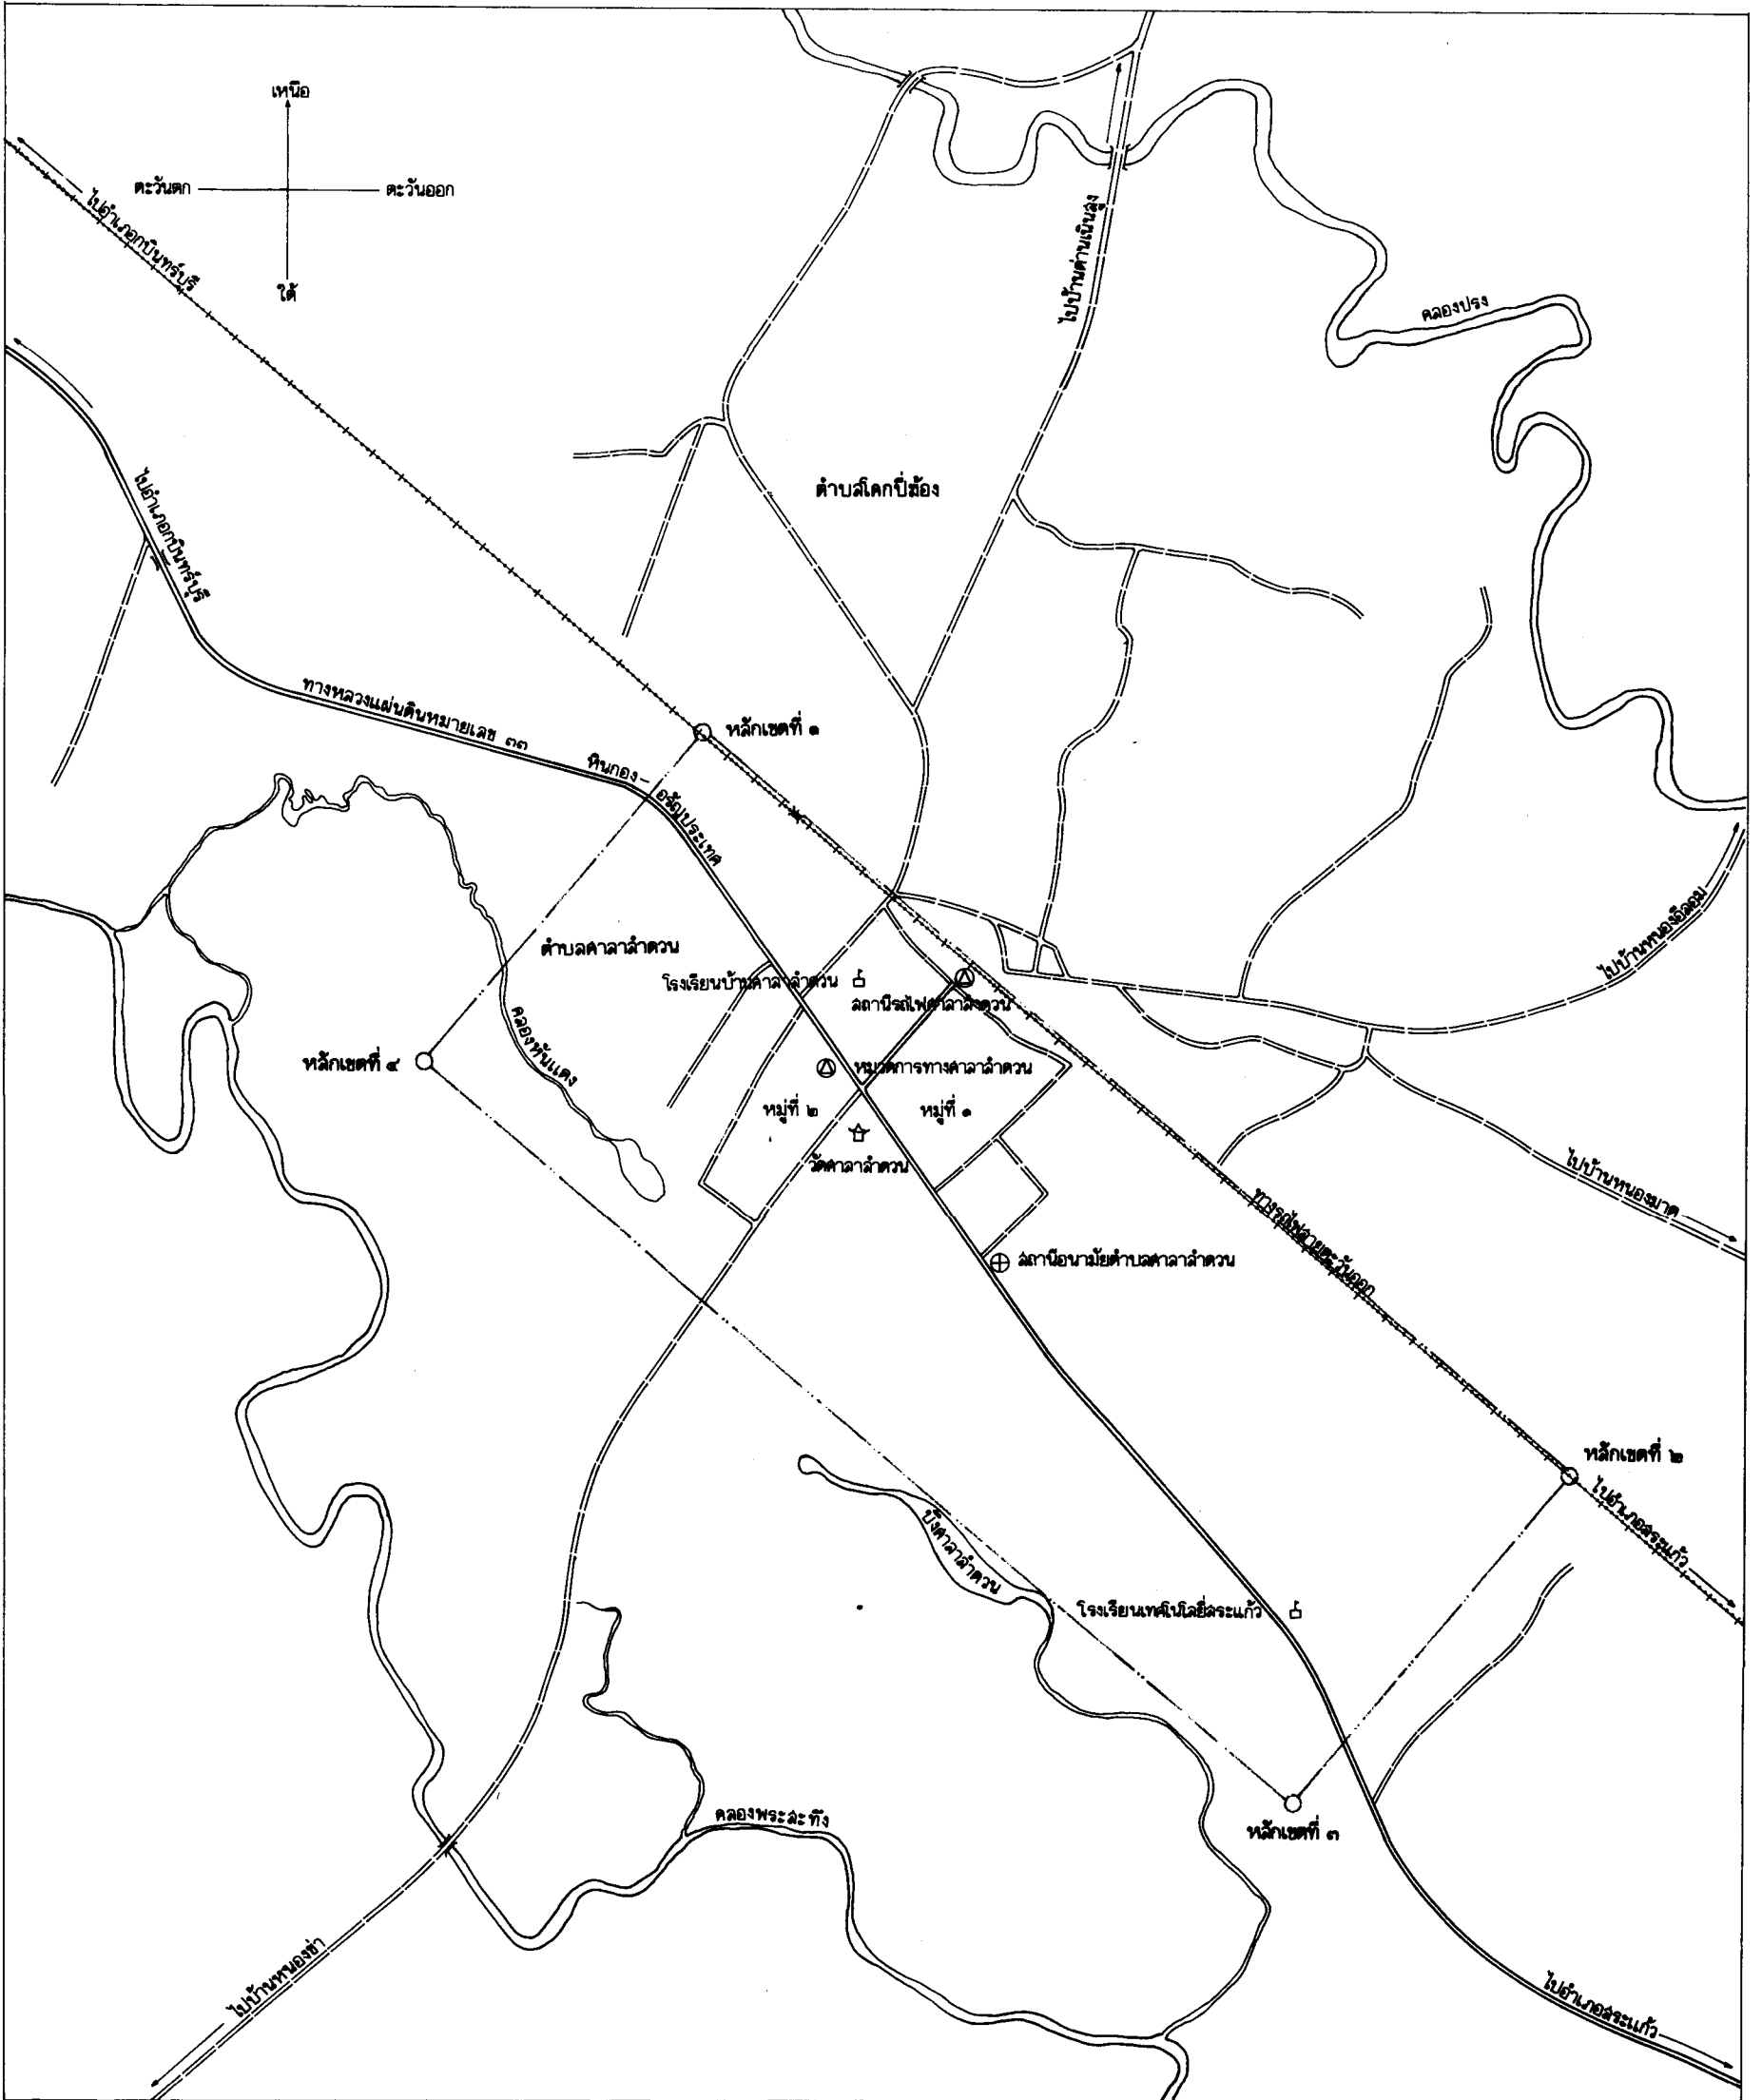 เหนือ
ตะวันตก
ตะวันออก
ใต้
ไปอำเภอกบินทร์บุรี
ไปบ้านด่านเนินสูง
คลองปรง
ไปอำเภอกบินทร์บุรี
ตำบลโคกปี่ฆ้อง
ทางหลวงแผ่นดินหมายเลข ๓๓
หินกอง – อรัญประเทศ
หลักเขตที่ ๑
ไปบ้านหนองอีลอม
ตำบลศาลาลำดวน
โรงเรียนบ้านศาลาลำดวน
สถานีรถไฟศาลาลำดวน
คลองหันแดง
หลักเขตที่ ๔
หมวดการทางศาลาลำดวน
หมู่ที่ ๒
หมู่ที่ ๑
วัดศาลาลำดวน
ไปบ้านหนองมาด
ทางรถไฟสายตะวันออก
สถานีอนามัยตำบลศาลาลำดวน
หลักเขตที่ ๒
ไปอำเภอสระแก้ว
บึงศาลาลำดวน
โรงเรียนเทคโนโลยีสระแก้ว
คลองพระสะทึง
หลักเขตที่ ๓
ไปบ้านหนองข่า
ไปอำเภอสระแก้ว